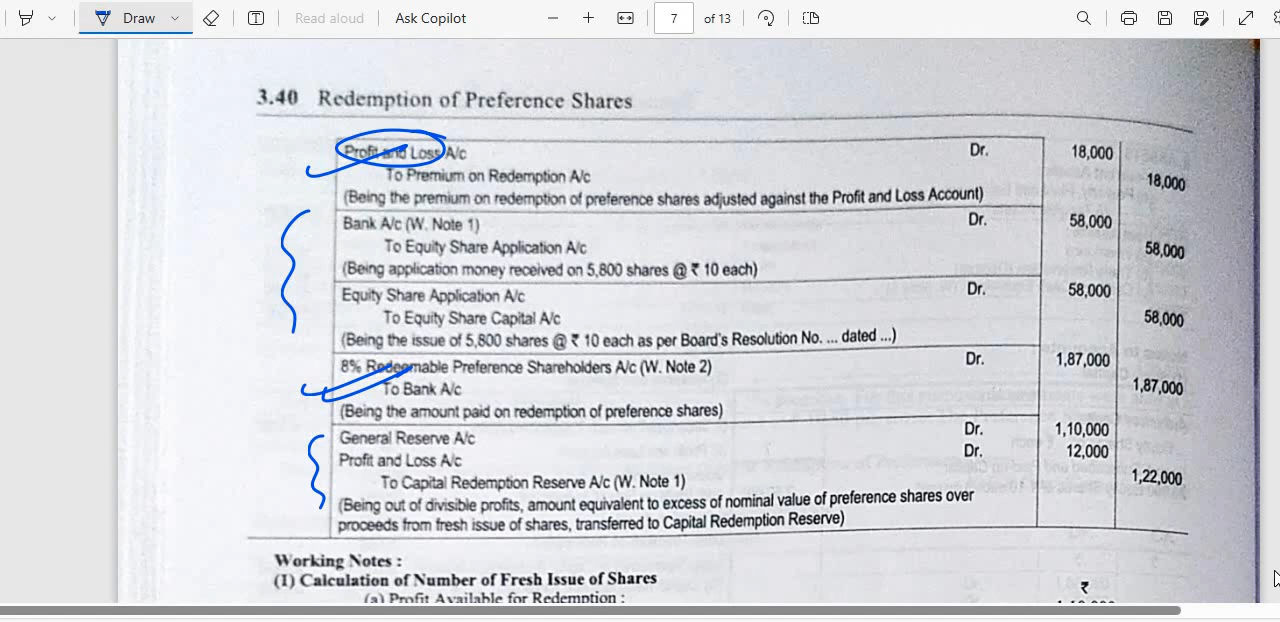 Draw
Read aloud
Ask Copilot
7 of 13
3.40 Redemption of Preference Shares
Profit and Loss A/c Dr. 18,000
To Premium on Redemption A/c 18,000
(Being the premium on redemption of preference shares adjusted against the Profit and Loss Account)
Bank A/c (W. Note 1) Dr. 58,000
To Equity Share Application A/c 58,000
(Being application money received on 5,800 shares @ ₹ 10 each)
Equity Share Application A/c Dr. 58,000
To Equity Share Capital A/c 58,000
(Being the issue of 5,800 shares @ ₹ 10 each as per Board's Resolution No. ... dated ...)
8% Redeemable Preference Shareholders A/c (W. Note 2) Dr. 1,87,000
To Bank A/c 1,87,000
(Being the amount paid on redemption of preference shares)
General Reserve A/c Dr. 1,10,000
Profit and Loss A/c Dr. 12,000
To Capital Redemption Reserve A/c (W. Note 1) 1,22,000
(Being out of divisible profits, amount equivalent to excess of nominal value of preference shares over
proceeds from fresh issue of shares, transferred to Capital Redemption Reserve)
Working Notes :
(1) Calculation of Number of Fresh Issue of Shares
₹
(a) Profit Available for Redemption :